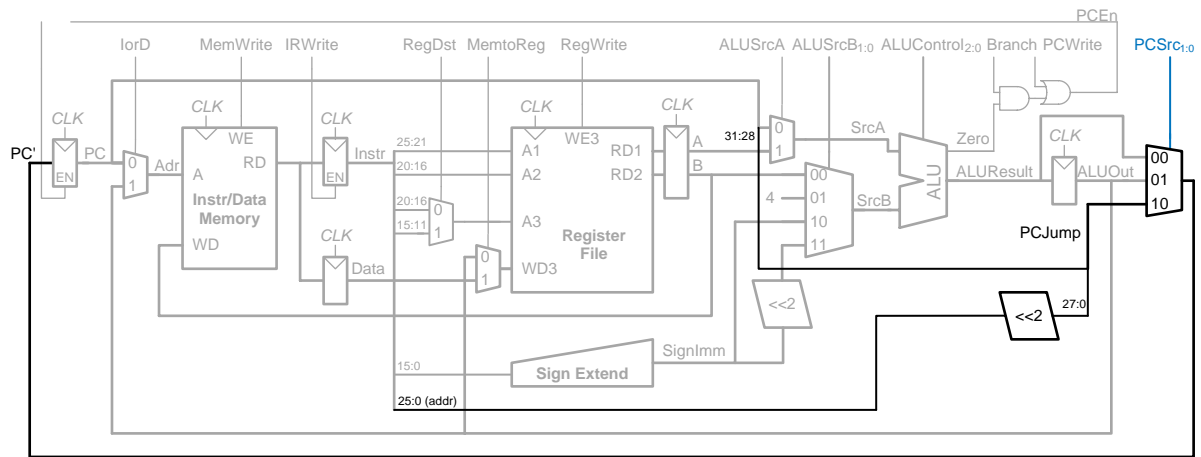 PCEn
IorD MemWrite IRWrite RegDst MemtoReg RegWrite ALUSrcA ALUSrcB1:0 ALUControl2:0 Branch PCWrite PCSrc1:0
CLK CLK CLK CLK CLK CLK
WE WE3 31:28 0 SrcA Zero CLK
PC' PC 0 Adr A RD Instr 25:21 A1 RD1 A 1 00
EN 1 EN 20:16 A2 RD2 B 00 ALU ALUResult ALUOut 01
Instr/Data
Memory
4 01 SrcB 10
20:16 0 A3 10
15:11 1 Register
File
PCJump
WD CLK 0 11
Data 1 WD3
<<2 <<2 27:0
SignImm
15:0 Sign Extend
25:0 (addr)